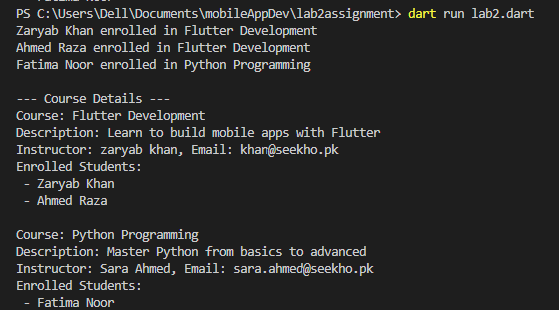 PS C:\Users\Dell\Documents\mobileAppDev\lab2assignment> dart run lab2.dart
Zaryab Khan enrolled in Flutter Development
Ahmed Raza enrolled in Flutter Development
Fatima Noor enrolled in Python Programming
--- Course Details ---
Course: Flutter Development
Description: Learn to build mobile apps with Flutter
Instructor: zaryab khan, Email: khan@seekho.pk
Enrolled Students:
- Zaryab Khan
- Ahmed Raza
Course: Python Programming
Description: Master Python from basics to advanced
Instructor: Sara Ahmed, Email: sara.ahmed@seekho.pk
Enrolled Students:
- Fatima Noor